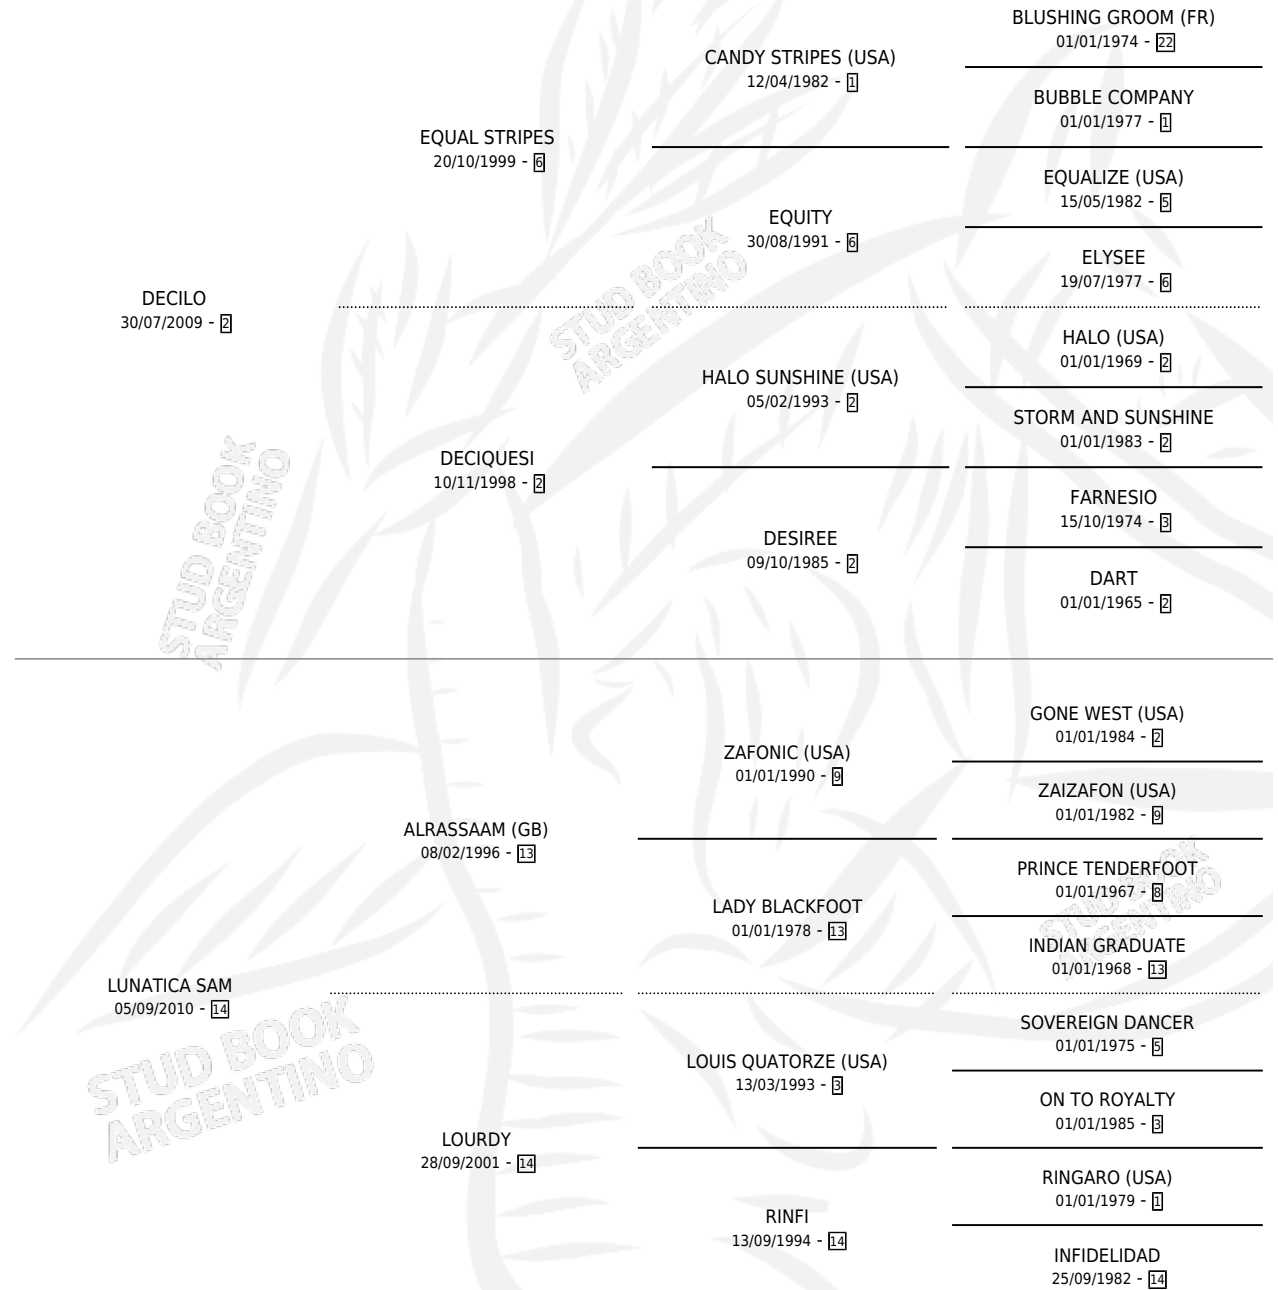 BLUSHING GROOM (FR)
01/01/1974 - 22
CANDY STRIPES (USA)
12/04/1982 - 1
BUBBLE COMPANY
01/01/1977 - 1
EQUAL STRIPES
20/10/1999 - 6
EQUALIZE (USA)
15/05/1982 - 5
EQUITY
30/08/1991 - 6
ELYSEE
19/07/1977 - 6
DECILO
30/07/2009 - 2
HALO (USA)
01/01/1969 - 2
HALO SUNSHINE (USA)
05/02/1993 - 2
STORM AND SUNSHINE
01/01/1983 - 2
DECIQUESI
10/11/1998 - 2
FARNESIO
15/10/1974 - 3
DESIREE
09/10/1985 - 2
DART
01/01/1965 - 2
GONE WEST (USA)
01/01/1984 - 2
ZAFONIC (USA)
01/01/1990 - 9
ZAIZAFON (USA)
01/01/1982 - 9
ALRASSAAM (GB)
08/02/1996 - 13
PRINCE TENDERFOOT
01/01/1967 - 8
LADY BLACKFOOT
01/01/1978 - 13
INDIAN GRADUATE
01/01/1968 - 13
LUNATICA SAM
05/09/2010 - 14
SOVEREIGN DANCER
01/01/1975 - 5
LOUIS QUATORZE (USA)
13/03/1993 - 3
ON TO ROYALTY
01/01/1985 - 3
LOURDY
28/09/2001 - 14
RINGARO (USA)
01/01/1979 - 1
RINFI
13/09/1994 - 14
INFIDELIDAD
25/09/1982 - 14
STUD BOOK
ARGENTINO
STUD BOOK
ARGENTINO
STUD BOOK
ARGENTINO
STUD BOOK
ARGENTINO